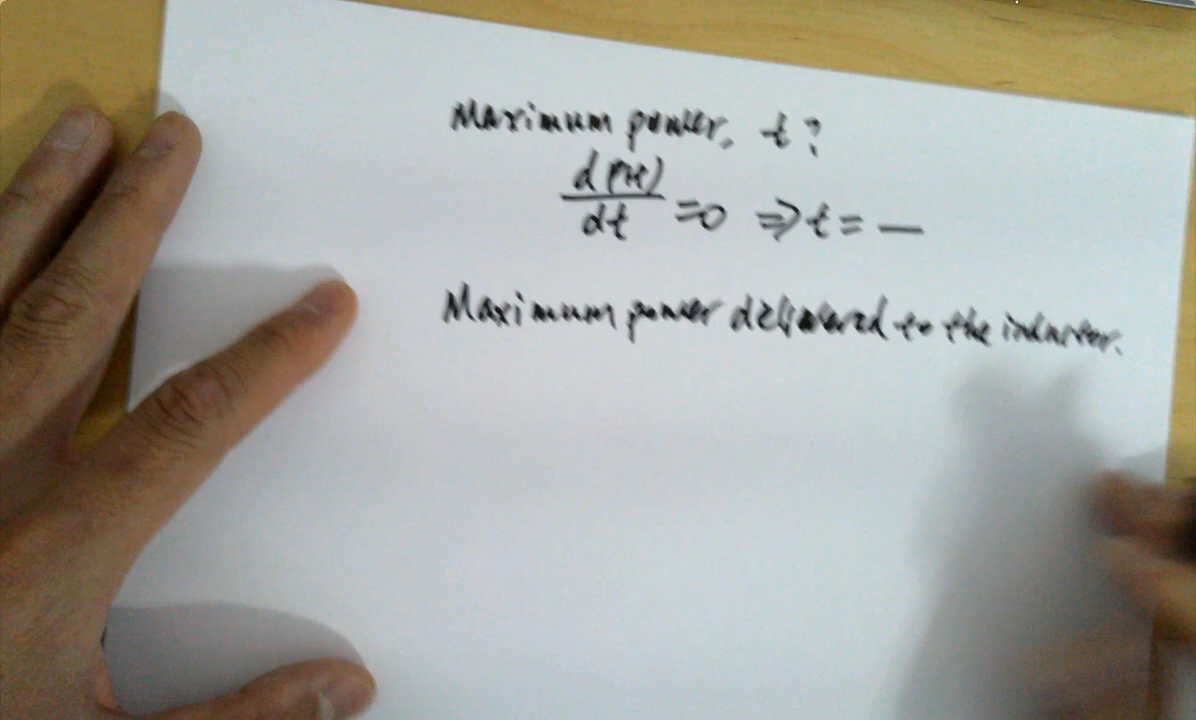 Maximum power, t?
d(P(t))/dt =0 ⇒ t = —
Maximum power delivered to the inductor.